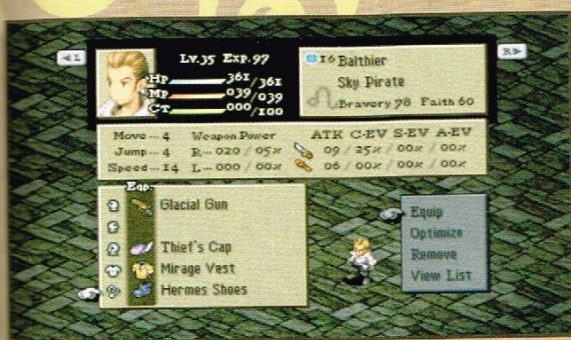 ◄L
R►
Lv.35 Exp.97
HP 361/361
MP 039/039
CT 000/100
16 Balthier
Sky Pirate
Bravery 78 Faith 60
Move... 4 Weapon Power ATK C-EV S-EV A-EV
Jump... 4 R... 020 / 05% 09 / 25% / 00% / 00%
Speed... 14 L... 000 / 00% 06 / 00% / 00% / 00%
Eqp.
Glacial Gun
Thief's Cap
Mirage Vest
Hermes Shoes
Equip
Optimize
Remove
View List